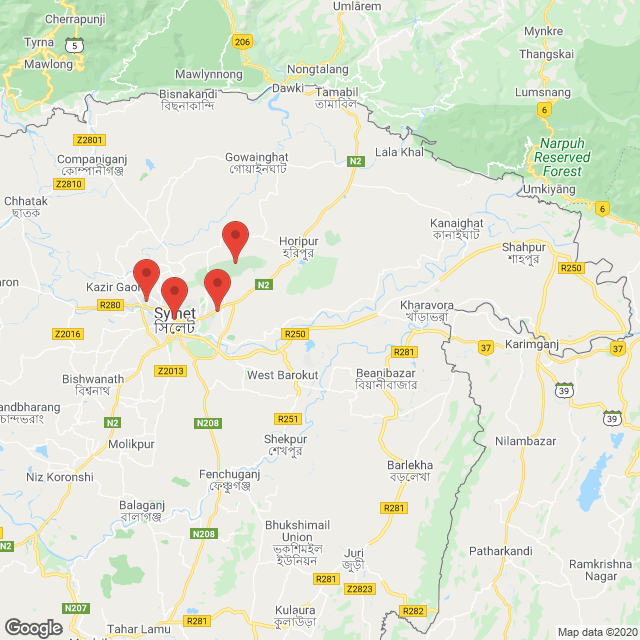 Cherrapunji
Umlārem
Tyrna
5
Mawlong
206
Mynkre
Thangskai
Nongtalang
Mawlynnong
Dawki
Tamabil
তামাবিল
Bisnakandi
বিছনাকান্দি
Lumsnang
6
Z2801
Narpuh
Reserved
Forest
Lala Khal
N2
Companiganj
কোম্পানীগঞ্জ
Gowainghat
গোয়াইনঘাট
Z2810
Umkiyāng
Chhatak
ছাতক
6
Kanaighat
কানাইঘাট
Horipur
হরিপুর
Shahpur
শাহপুর
R250
Kazir Gaon
N2
R280
Sylhet
সিলেট
Kharavora
খাঁড়াভরা
Z2016
R250
R281
37
Karimganj
37
Z2013
West Barokut
Beanibazar
বিয়ানীবাজার
Bishwanath
বিশ্বনাথ
39
39
N2
N208
R251
Molikpur
Shekpur
শেখপুর
Nilambazar
Niz Koronshi
Fenchuganj
ফেঞ্চুগঞ্জ
Barlekha
বড়লেখা
Balaganj
বালাগঞ্জ
R281
N208
Bhukshimail
Union
ভূকশিমইল
ইউনিয়ন
N2
Juri
জুড়ী
Patharkandi
Ramkrishna
Nagar
R281
Z2823
N207
R281
Kulaura
কুলাউড়া
R282
Tahar Lamu
Google
Map data ©2020